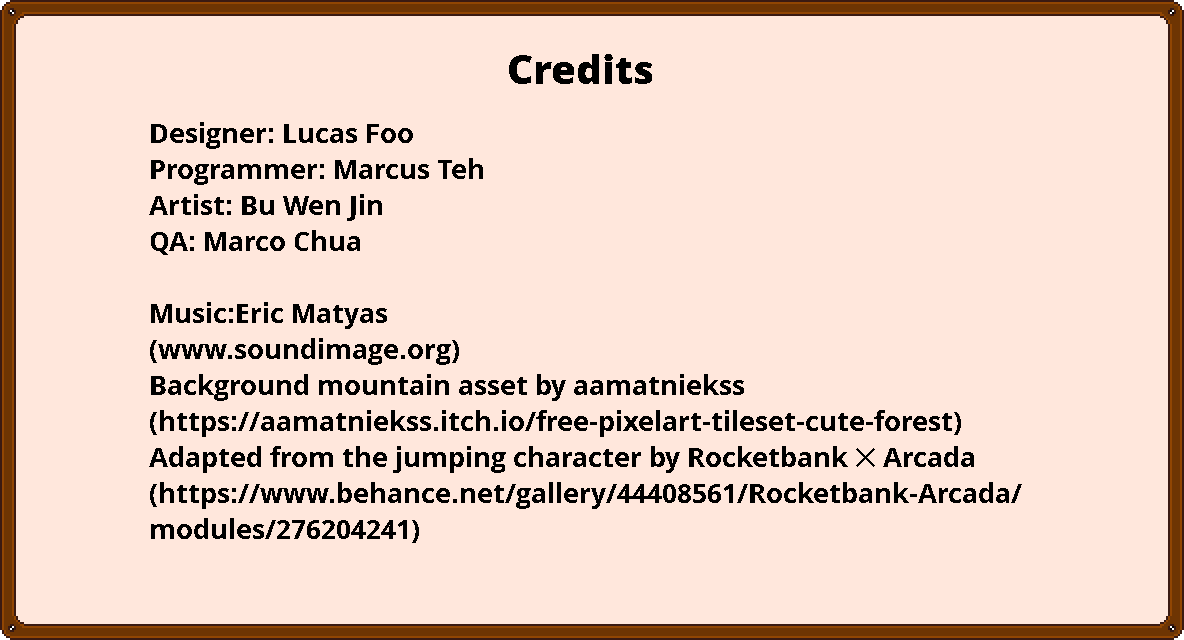 Credits
Designer: Lucas Foo
Programmer: Marcus Teh
Artist: Bu Wen Jin
QA: Marco Chua
Music:Eric Matyas
(www.soundimage.org)
Background mountain asset by aamatniekss
(https://aamatniekss.itch.io/free-pixelart-tileset-cute-forest)
Adapted from the jumping character by Rocketbank × Arcada
(https://www.behance.net/gallery/44408561/Rocketbank-Arcada/
modules/276204241)